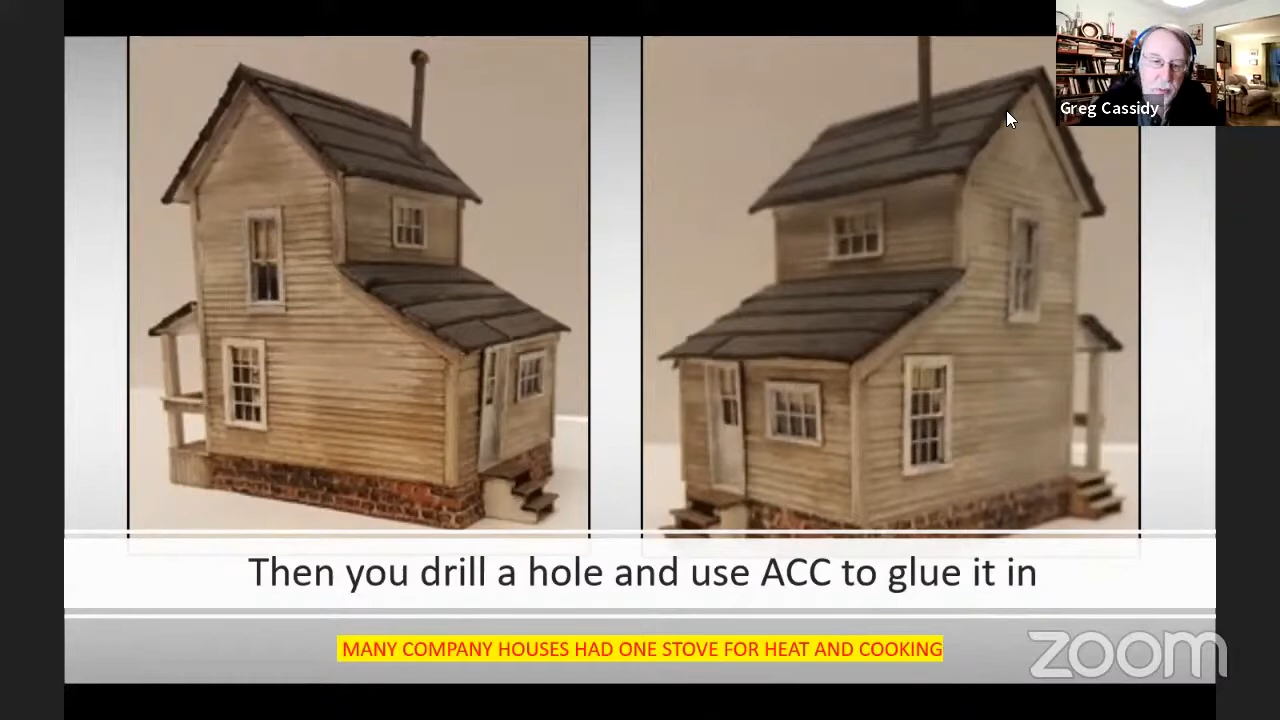 Greg Cassidy
Then you drill a hole and use ACC to glue it in
MANY COMPANY HOUSES HAD ONE STOVE FOR HEAT AND COOKING
zoom